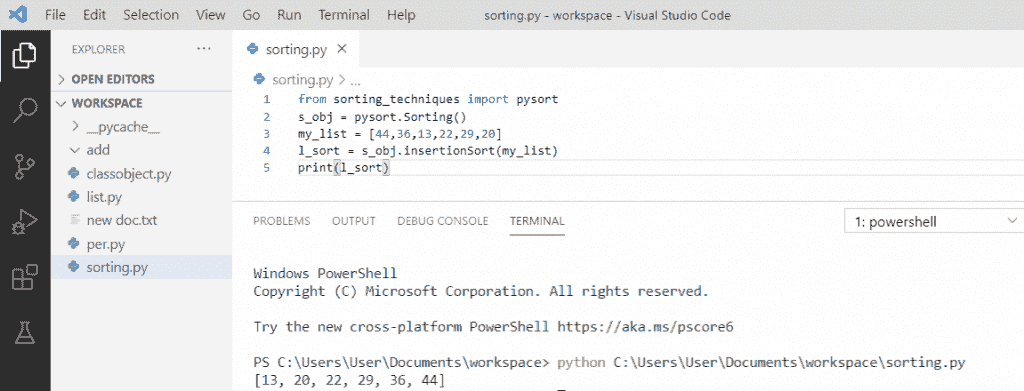 File Edit Selection View Go Run Terminal Help sorting.py - workspace - Visual Studio Code
EXPLORER ...
OPEN EDITORS
WORKSPACE
__pycache__
add
classobject.py
list.py
new doc.txt
per.py
sorting.py
sorting.py
sorting.py > ...
1 from sorting_techniques import pysort
2 s_obj = pysort.Sorting()
3 my_list = [44,36,13,22,29,20]
4 l_sort = s_obj.insertionSort(my_list)
5 print(l_sort)
PROBLEMS OUTPUT DEBUG CONSOLE TERMINAL 1: powershell
Windows PowerShell
Copyright (C) Microsoft Corporation. All rights reserved.
Try the new cross-platform PowerShell https://aka.ms/pscore6
PS C:\Users\User\Documents\workspace> python C:\Users\User\Documents\workspace\sorting.py
[13, 20, 22, 29, 36, 44]